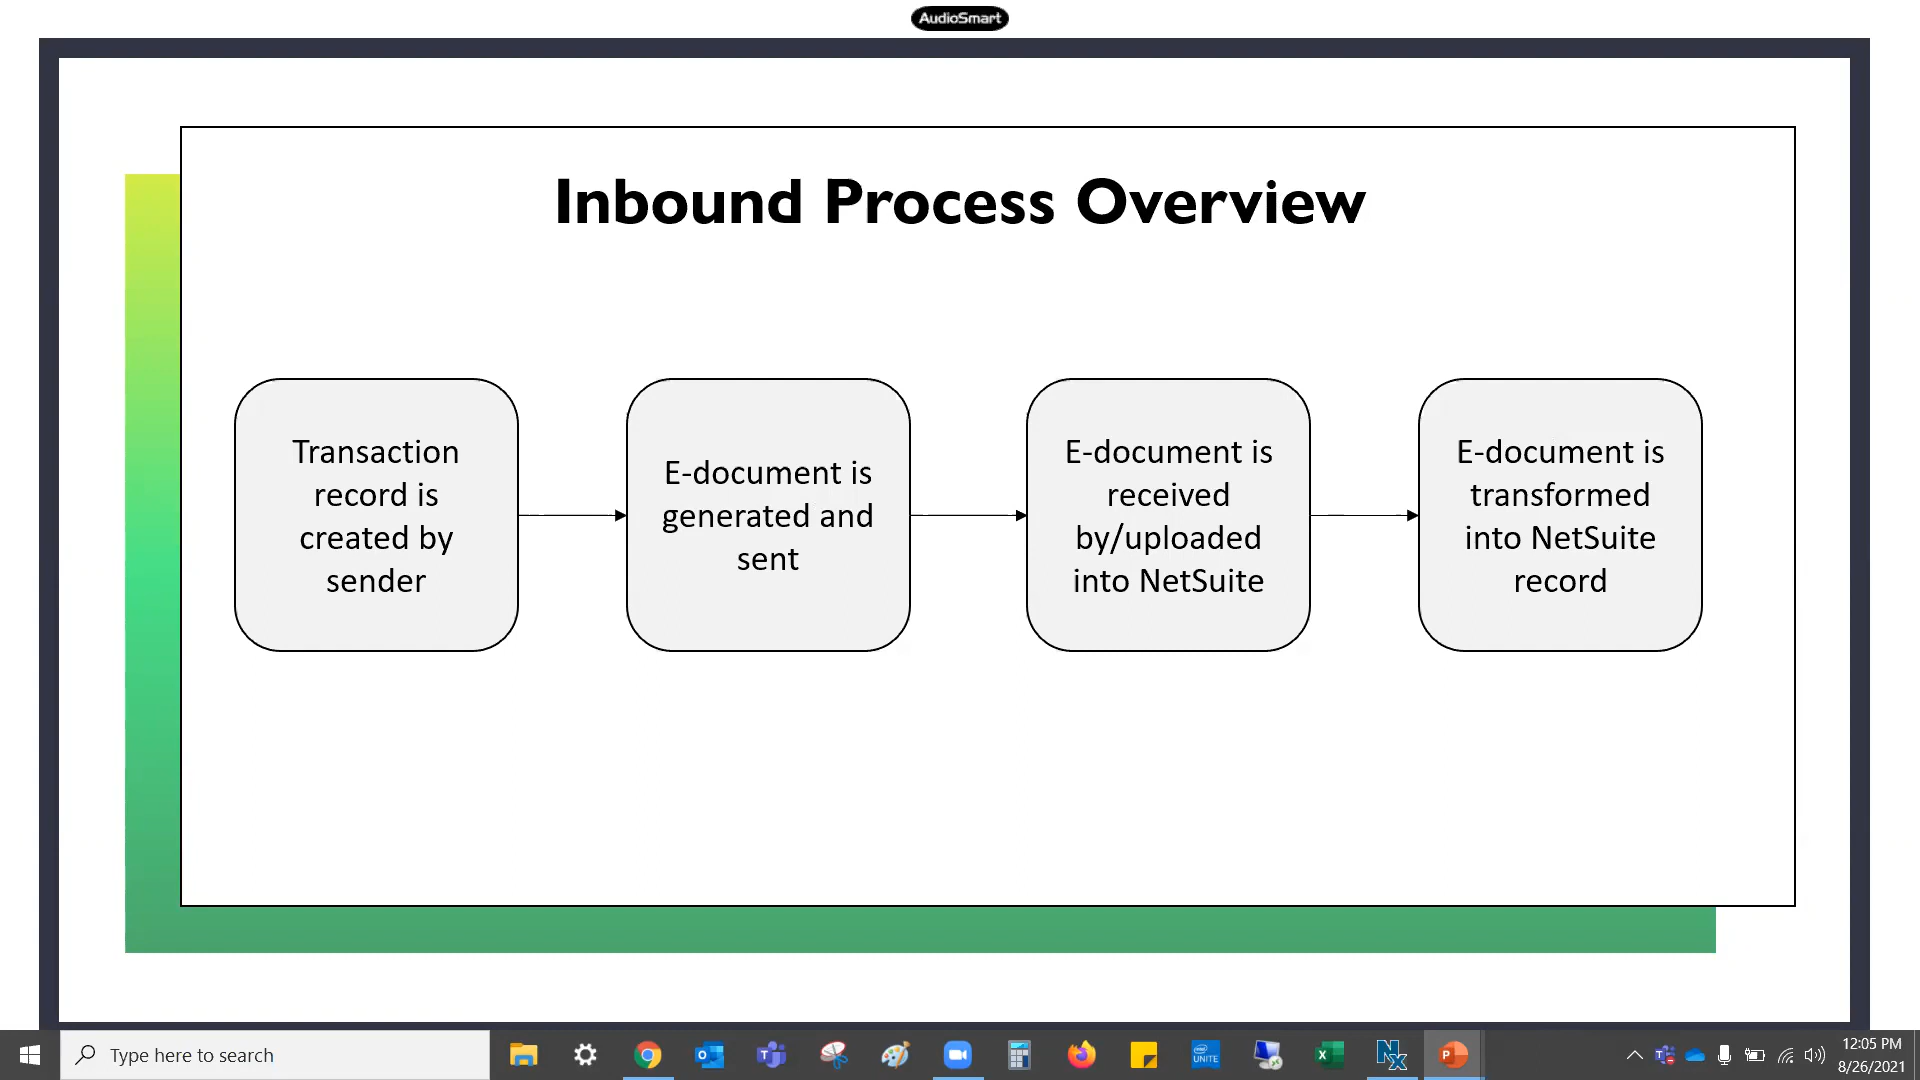 AudioSmart
Inbound Process Overview
Transaction
record is
created by
sender
E-document is
generated and
sent
E-document is
received
by/uploaded
into NetSuite
E-document is
transformed
into NetSuite
record
Type here to search
UNITE
12:05 PM
8/26/2021